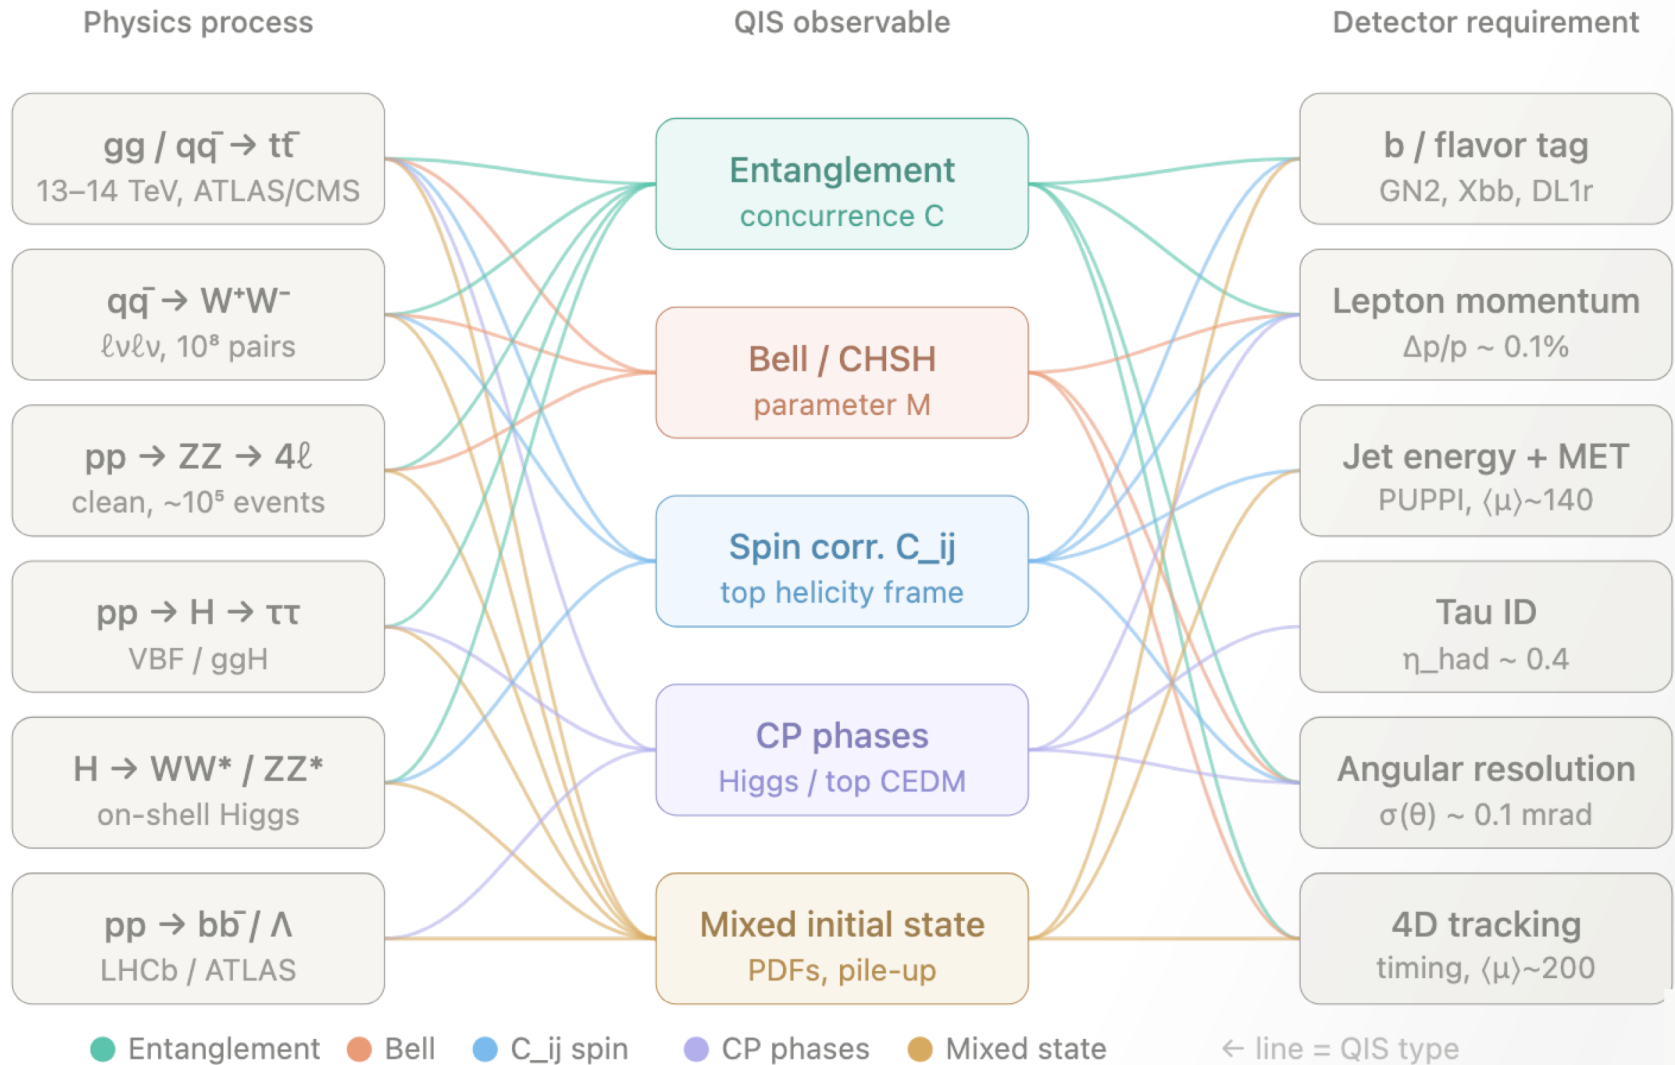 Physics process
QIS observable
Detector requirement
gg / qq̄ → tt̄
13–14 TeV, ATLAS/CMS
qq̄ → W⁺W⁻
ℓνℓν, 10⁸ pairs
pp → ZZ → 4ℓ
clean, ~10⁵ events
pp → H → ττ
VBF / ggH
H → WW* / ZZ*
on-shell Higgs
pp → bb̄ / Λ
LHCb / ATLAS
Entanglement
concurrence C
Bell / CHSH
parameter M
Spin corr. C_ij
top helicity frame
CP phases
Higgs / top CEDM
Mixed initial state
PDFs, pile-up
b / flavor tag
GN2, Xbb, DL1r
Lepton momentum
Δp/p ~ 0.1%
Jet energy + MET
PUPPI, ⟨μ⟩~140
Tau ID
η_had ~ 0.4
Angular resolution
σ(θ) ~ 0.1 mrad
4D tracking
timing, ⟨μ⟩~200
Entanglement
Bell
C_ij spin
CP phases
Mixed state
← line = QIS type